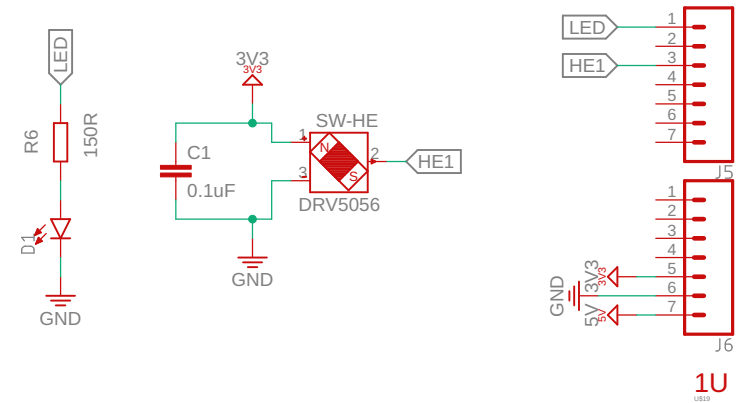 LED
R6
150R
D1
GND
3V3
3V3
C1
0.1uF
GND
SW-HE
1
N
S
2
3
DRV5056
HE1
LED
HE1
1
2
3
4
5
6
7
J5
1
2
3
4
5
6
7
GND
3V3
3V3
5V
5V
J6
1U
U$19